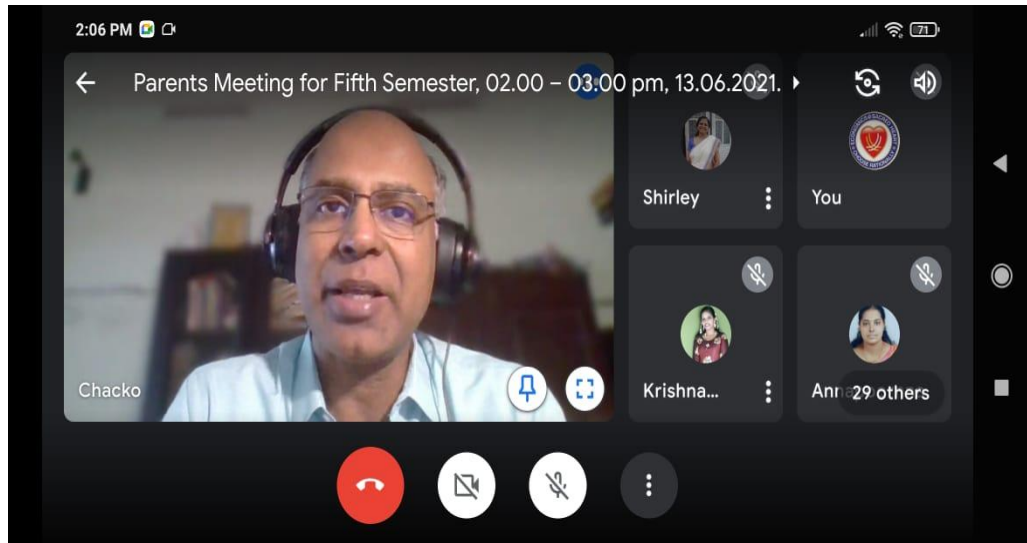 2:06 PM
71
Parents Meeting for Fifth Semester, 02.00 – 03:00 pm, 13.06.2021.
Chacko
Shirley
You
Krishna...
29 others